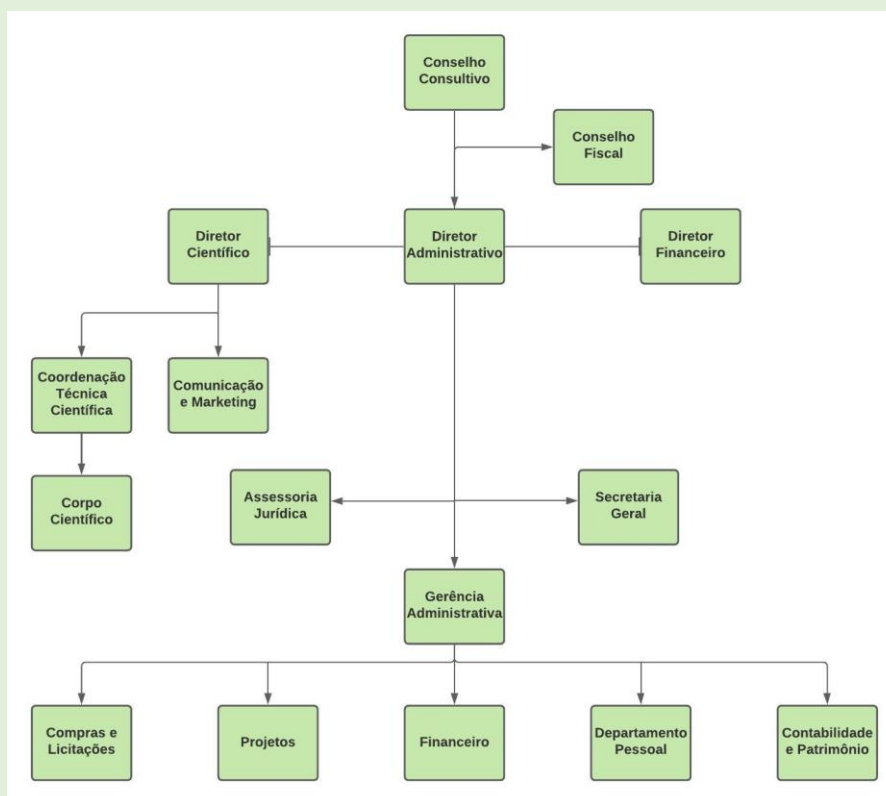 Conselho
Consultivo
Conselho
Fiscal
Diretor
Científico
Diretor
Administrativo
Diretor
Financeiro
Coordenação
Técnica
Científica
Comunicação
e Marketing
Corpo
Científico
Assessoria
Jurídica
Secretaria
Geral
Gerência
Administrativa
Compras e
Licitações
Projetos
Financeiro
Departamento
Pessoal
Contabilidade
e Patrimônio